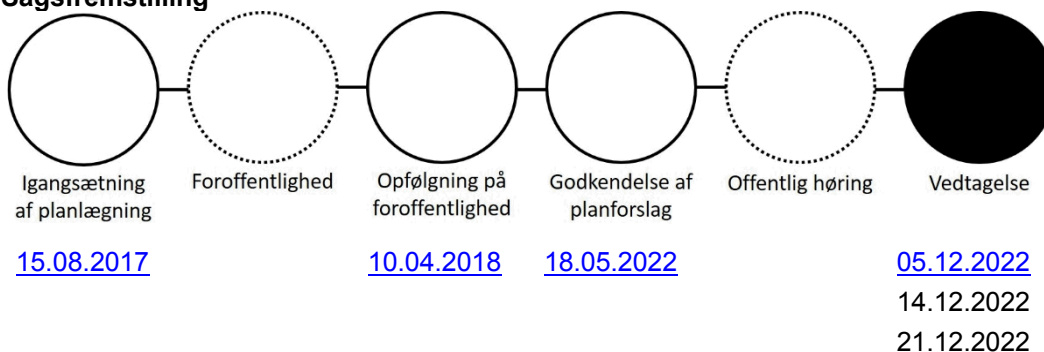 Sagsfremstilling
Igangsætning
af planlægning
Foroffentlighed
Opfølgning på
foroffentlighed
Godkendelse af
planforslag
Offentlig høring
Vedtagelse
15.08.2017
10.04.2018
18.05.2022
05.12.2022
14.12.2022
21.12.2022